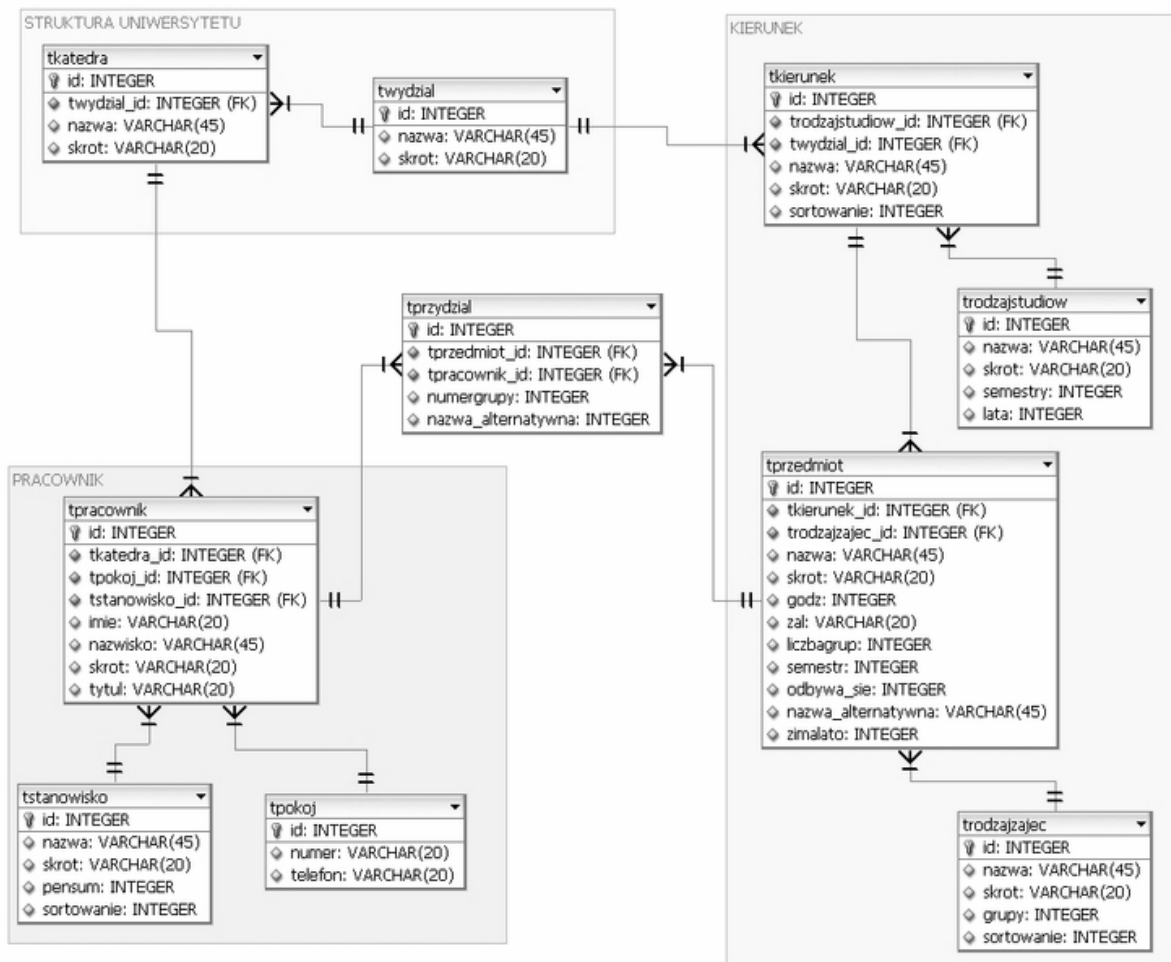 STRUKTURA UNIWERSYTETU
tkatedra
id: INTEGER
twydzial_id: INTEGER (FK)
nazwa: VARCHAR(45)
skrot: VARCHAR(20)
twydzial
id: INTEGER
nazwa: VARCHAR(45)
skrot: VARCHAR(20)
KIERUNEK
tkierunek
id: INTEGER
trodzajstudiow_id: INTEGER (FK)
twydzial_id: INTEGER (FK)
nazwa: VARCHAR(45)
skrot: VARCHAR(20)
sortowanie: INTEGER
trodzajstudiow
id: INTEGER
nazwa: VARCHAR(45)
skrot: VARCHAR(20)
semestry: INTEGER
lata: INTEGER
tprzydzial
id: INTEGER
tprzedmiot_id: INTEGER (FK)
tpracownik_id: INTEGER (FK)
numergrupy: INTEGER
nazwa_alternatywna: INTEGER
PRACOWNIK
tpracownik
id: INTEGER
tkatedra_id: INTEGER (FK)
tpokoj_id: INTEGER (FK)
tstanowisko_id: INTEGER (FK)
imie: VARCHAR(20)
nazwisko: VARCHAR(45)
skrot: VARCHAR(20)
tytul: VARCHAR(20)
tstanowisko
id: INTEGER
nazwa: VARCHAR(45)
skrot: VARCHAR(20)
pensum: INTEGER
sortowanie: INTEGER
tpokoj
id: INTEGER
numer: VARCHAR(20)
telefon: VARCHAR(20)
tprzedmiot
id: INTEGER
tkierunek_id: INTEGER (FK)
trodzajzajec_id: INTEGER (FK)
nazwa: VARCHAR(45)
skrot: VARCHAR(20)
godz: INTEGER
zal: VARCHAR(20)
liczbagrup: INTEGER
semestr: INTEGER
odbywa_sie: INTEGER
nazwa_alternatywna: VARCHAR(45)
zimalato: INTEGER
trodzajzajec
id: INTEGER
nazwa: VARCHAR(45)
skrot: VARCHAR(20)
grupy: INTEGER
sortowanie: INTEGER